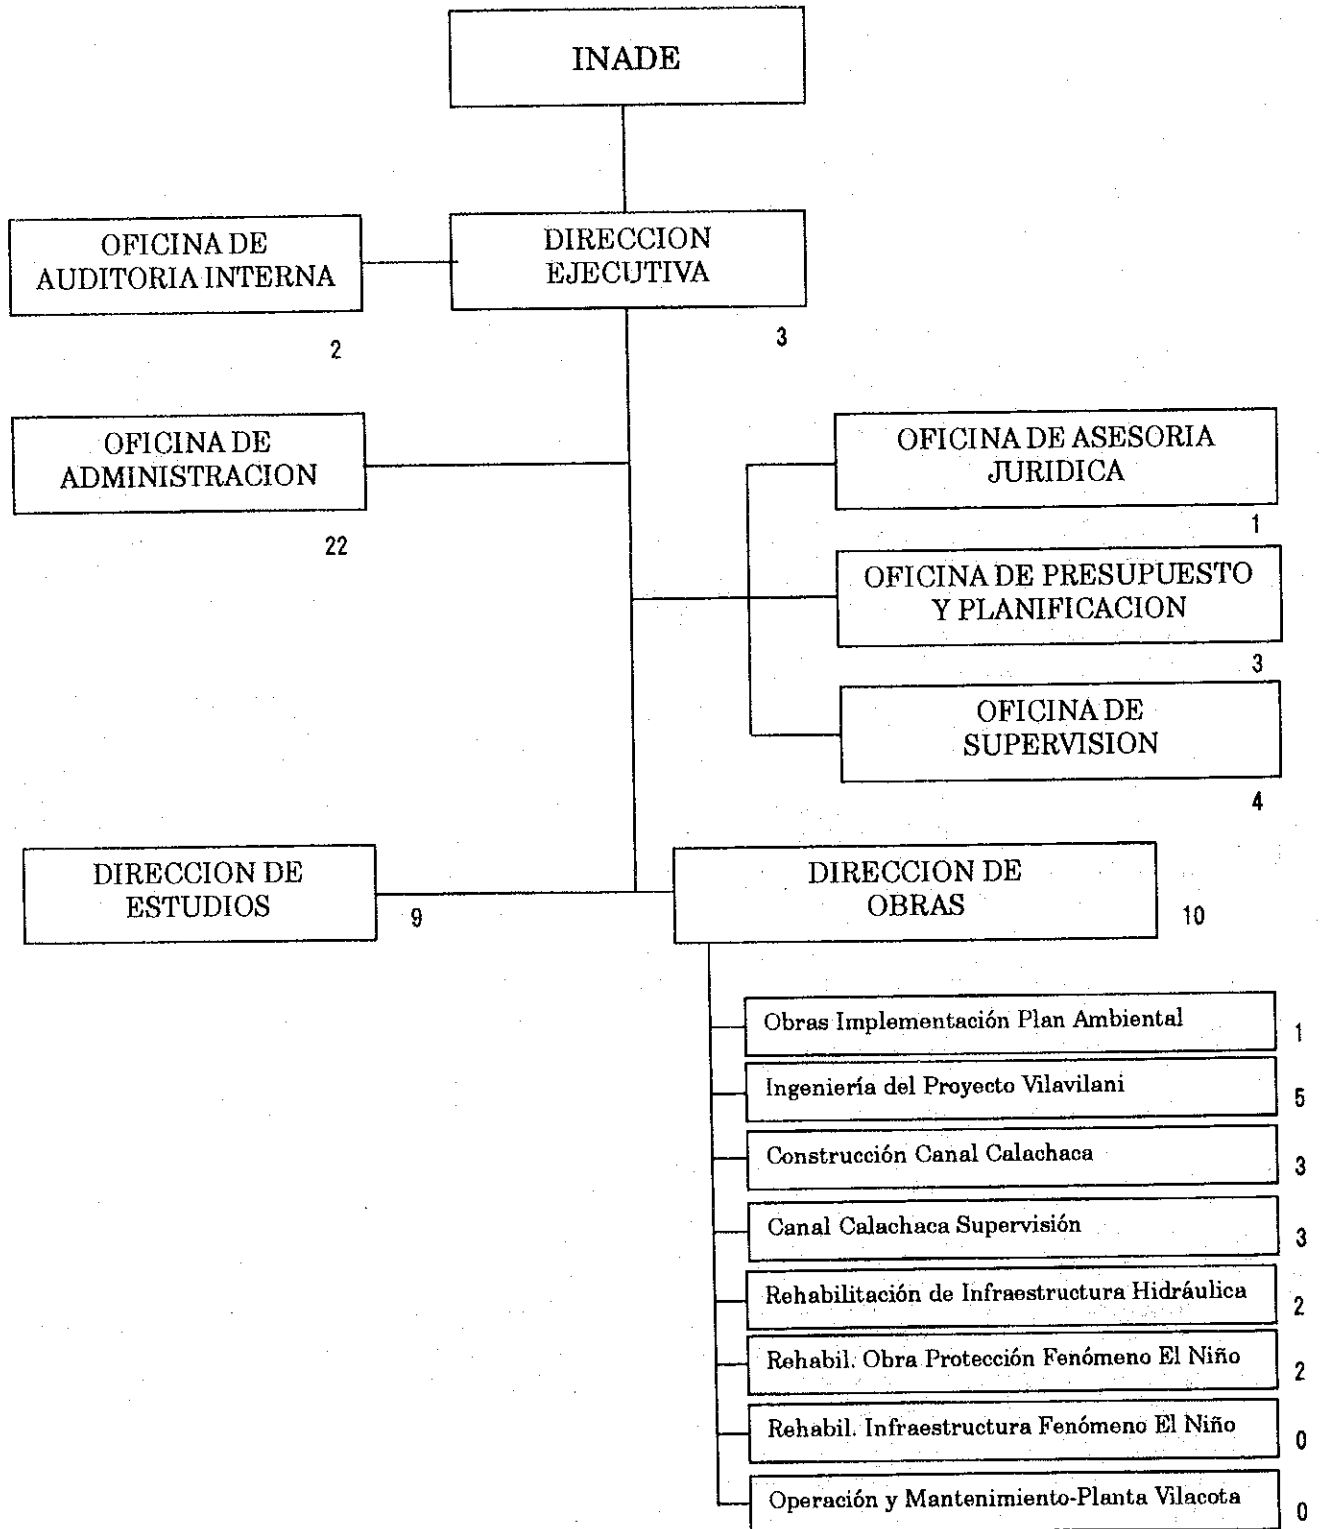 INADE
OFICINA DE
AUDITORIA INTERNA
2
DIRECCION
EJECUTIVA
3
OFICINA DE
ADMINISTRACION
22
OFICINA DE ASESORIA
JURIDICA
1
OFICINA DE PRESUPUESTO
Y PLANIFICACION
3
OFICINA DE
SUPERVISION
4
DIRECCION DE
ESTUDIOS
9
DIRECCION DE
OBRAS
10
Obras Implementación Plan Ambiental
1
Ingeniería del Proyecto Vilavilani
5
Construcción Canal Calachaca
3
Canal Calachaca Supervisión
3
Rehabilitación de Infraestructura Hidráulica
2
Rehabil. Obra Protección Fenómeno El Niño
2
Rehabil. Infraestructura Fenómeno El Niño
0
Operación y Mantenimiento-Planta Vilacota
0